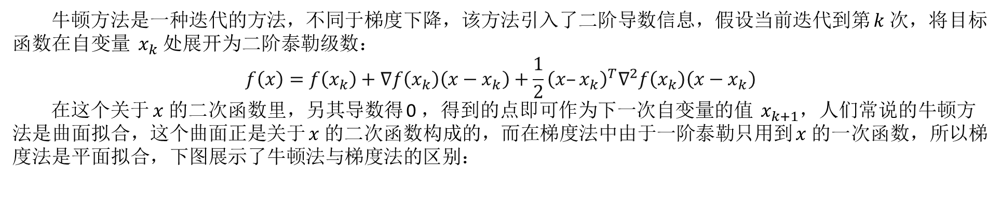 牛顿方法是一种迭代的方法，不同于梯度下降，该方法引入了二阶导数信息，假设当前迭代到第 k 次，将目标
函数在自变量 x_k 处展开为二阶泰勒级数：
f(x) = f(x_k) + ∇f(x_k)(x − x_k) + \frac{1}{2}(x– x_k)^T∇²f(x_k)(x − x_k)
在这个关于 x 的二次函数里，另其导数得0 ，得到的点即可作为下一次自变量的值 x_{k+1}，人们常说的牛顿方
法是曲面拟合，这个曲面正是关于 x 的二次函数构成的，而在梯度法中由于一阶泰勒只用到 x 的一次函数，所以梯
度法是平面拟合，下图展示了牛顿法与梯度法的区别：